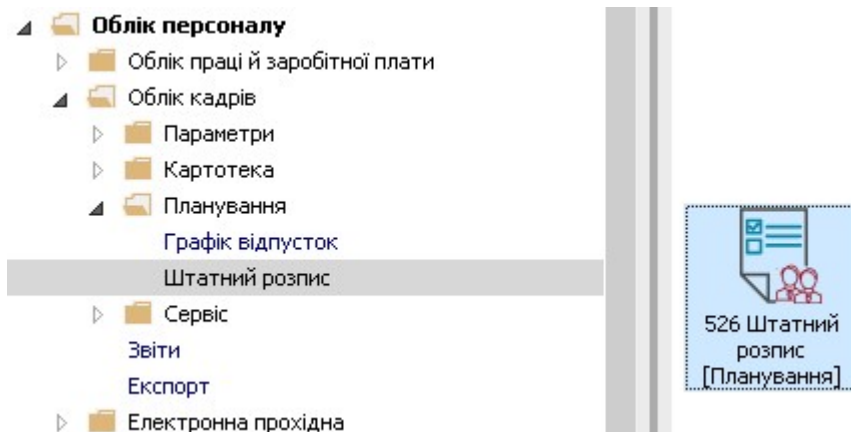 Облік персоналу
Облік праці й заробітної плати
Облік кадрів
Параметри
Картотека
Планування
Графік відпусток
Штатний розпис
Сервіс
Звіти
Експорт
Електронна прохідна
526 Штатний
розпис
[Планування]